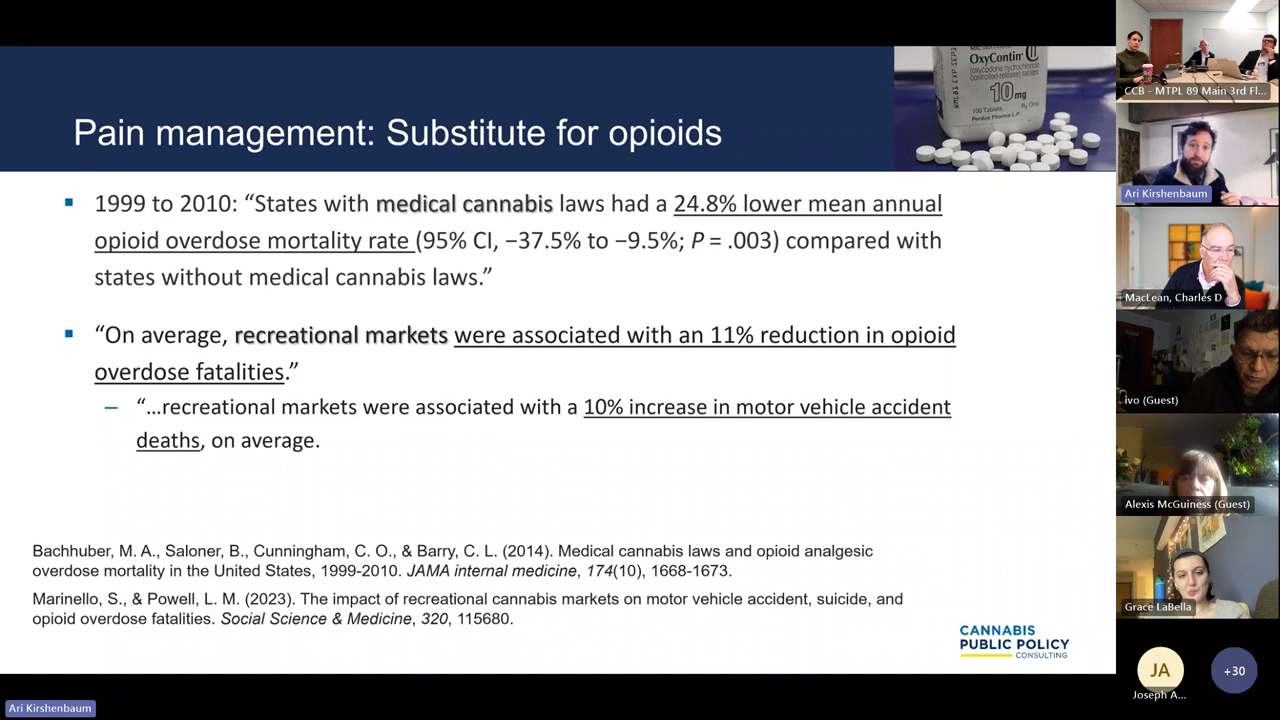 Pain management: Substitute for opioids
OxyContin
10 mg
100 Tablets
Rx Only
Purdue Pharma L.P.
▪ 1999 to 2010: “States with medical cannabis laws had a 24.8% lower mean annual
opioid overdose mortality rate (95% CI, −37.5% to −9.5%; P = .003) compared with
states without medical cannabis laws.”
▪ “On average, recreational markets were associated with an 11% reduction in opioid
overdose fatalities.”
– “…recreational markets were associated with a 10% increase in motor vehicle accident
deaths, on average.
Bachhuber, M. A., Saloner, B., Cunningham, C. O., & Barry, C. L. (2014). Medical cannabis laws and opioid analgesic
overdose mortality in the United States, 1999-2010. JAMA internal medicine, 174(10), 1668-1673.
Marinello, S., & Powell, L. M. (2023). The impact of recreational cannabis markets on motor vehicle accident, suicide, and
opioid overdose fatalities. Social Science & Medicine, 320, 115680.
CANNABIS
PUBLIC POLICY
CONSULTING
Ari Kirshenbaum
CCB - MTPL 89 Main 3rd Fl...
Ari Kirshenbaum
MacLean, Charles D
ivo (Guest)
Alexis McGuiness (Guest)
Grace LaBella
JA
Joseph A...
+30